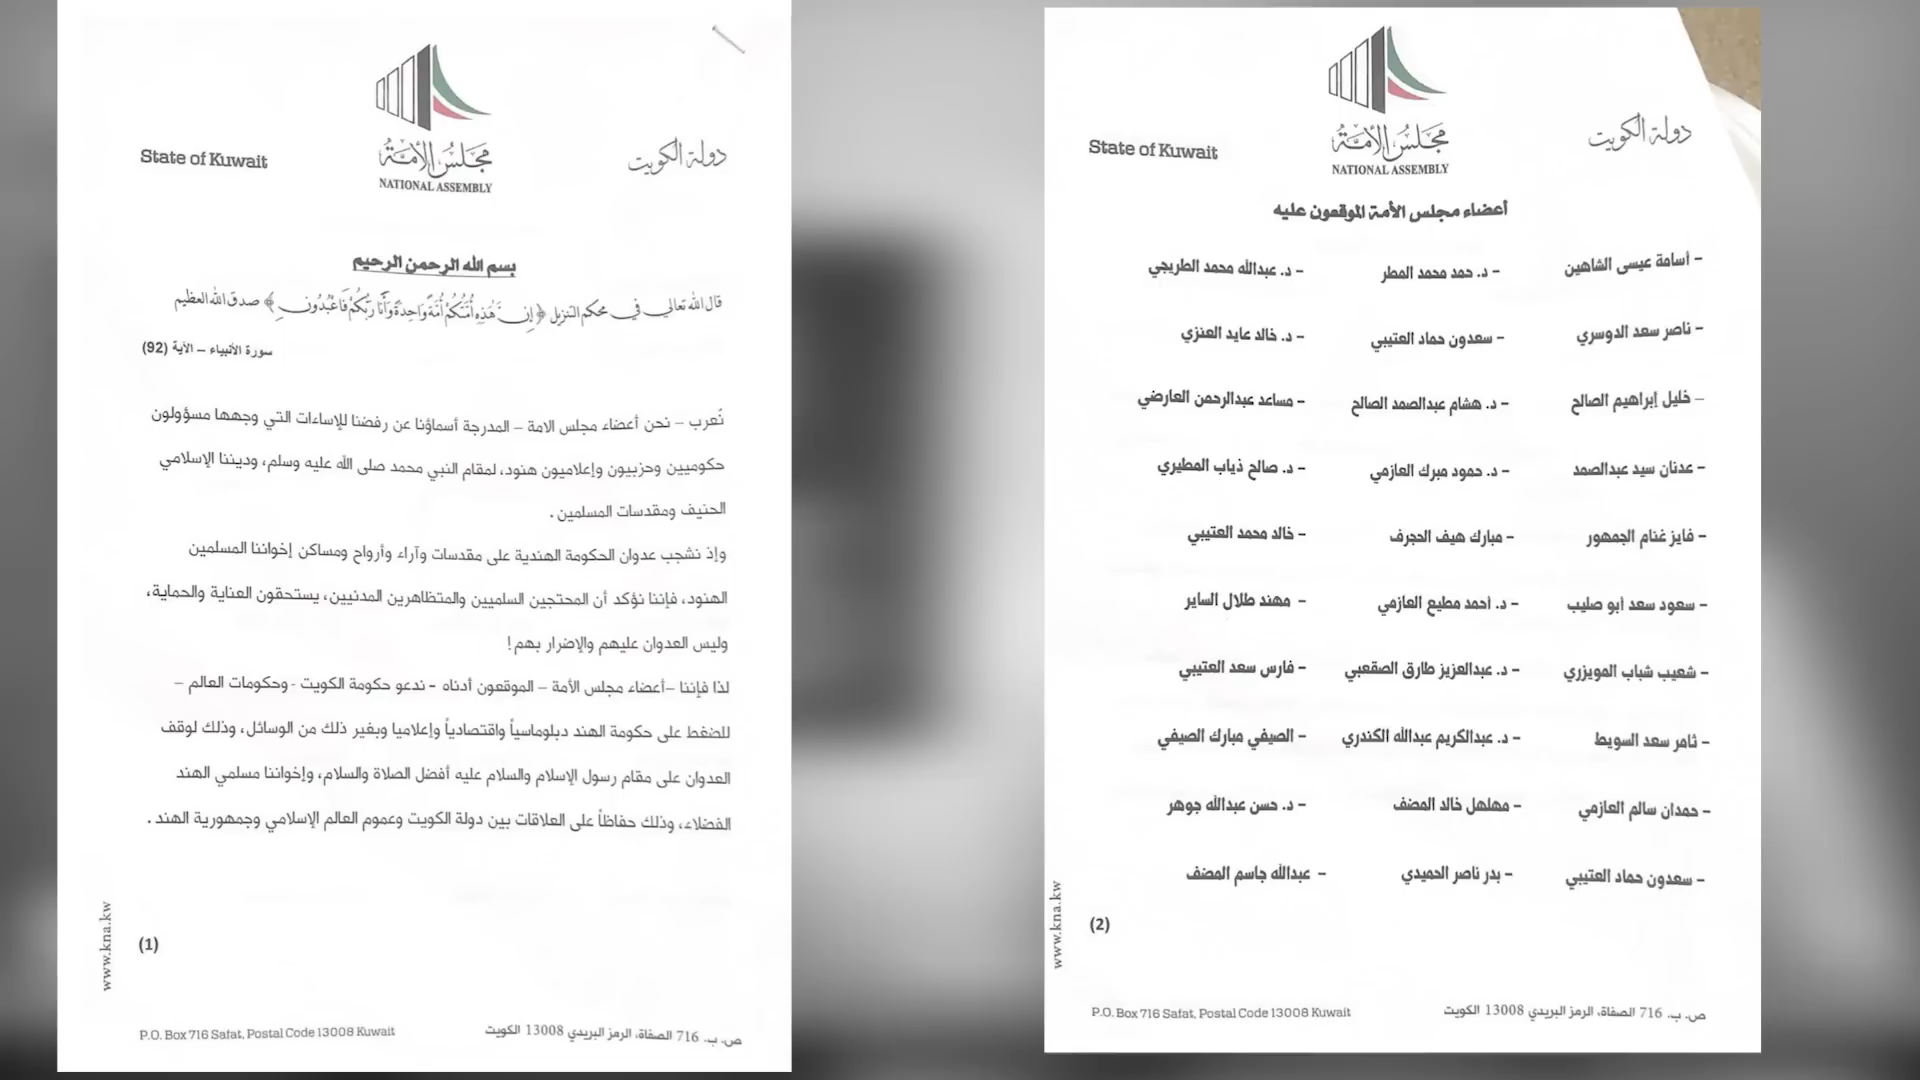 State of Kuwait
مجلس الأمة
NATIONAL ASSEMBLY
دولة الكويت
بسم الله الرحمن الرحيم
قال الله تعالى في محكم التنزيل ﴿إِنَّ هَٰذِهِ أُمَّتُكُمْ أُمَّةً وَاحِدَةً وَأَنَا رَبُّكُمْ فَاعْبُدُونِ﴾ صدق الله العظيم
سورة الأنبياء – الآية (92)
نُعرب – نحن أعضاء مجلس الامة – المدرجة أسماؤنا عن رفضنا للإساءات التي وجهها مسؤولون
حكوميين وحزبيون وإعلاميون هنود، لمقام النبي محمد صلى الله عليه وسلم، وديننا الإسلامي
الحنيف ومقدسات المسلمين .
وإذ نشجب عدوان الحكومة الهندية على مقدسات وآراء وأرواح ومساكن إخواننا المسلمين
الهنود، فإننا نؤكد أن المحتجين السلميين والمتظاهرين المدنيين، يستحقون العناية والحماية،
وليس العدوان عليهم والإضرار بهم!
لذا فإننا –أعضاء مجلس الأمة – الموقعون أدناه - ندعو حكومة الكويت - وحكومات العالم –
للضغط على حكومة الهند دبلوماسياً واقتصادياً وإعلاميا وبغير ذلك من الوسائل، وذلك لوقف
العدوان على مقام رسول الإسلام والسلام عليه أفضل الصلاة والسلام، وإخواننا مسلمي الهند
الفضلاء، وذلك حفاظاً على العلاقات بين دولة الكويت وعموم العالم الإسلامي وجمهورية الهند .
www.kna.kw
(1)
P.O. Box 716 Safat, Postal Code 13008 Kuwait
ص. ب. 716 الصفاة، الرمز البريدي 13008 الكويت
State of Kuwait
مجلس الأمة
NATIONAL ASSEMBLY
دولة الكويت
أعضاء مجلس الأمة الموقعون عليه
- أسامة عيسى الشاهين - د. حمد محمد المطر - د. عبدالله محمد الطريجي
- ناصر سعد الدوسري - سعدون حماد العتيبي - د. خالد عايد العنزي
- خليل إبراهيم الصالح - د. هشام عبدالصمد الصالح - مساعد عبدالرحمن العارضي
- عدنان سيد عبدالصمد - د. حمود مبرك العازمي - د. صالح ذياب المطيري
- فايز غنام الجمهور - مبارك هيف الحجرف - خالد محمد العتيبي
- سعود سعد أبو صليب - د. أحمد مطيع العازمي - مهند طلال الساير
- شعيب شباب المويزري - د. عبدالعزيز طارق الصقعبي - فارس سعد العتيبي
- ثامر سعد السويط - د. عبدالكريم عبدالله الكندري - الصيفي مبارك الصيفي
- حمدان سالم العازمي - مهلهل خالد المضف - د. حسن عبدالله جوهر
- سعدون حماد العتيبي - بدر ناصر الحميدي - عبدالله جاسم المضف
www.kna.kw
(2)
P.O. Box 716 Safat, Postal Code 13008 Kuwait
ص. ب. 716 الصفاة، الرمز البريدي 13008 الكويت